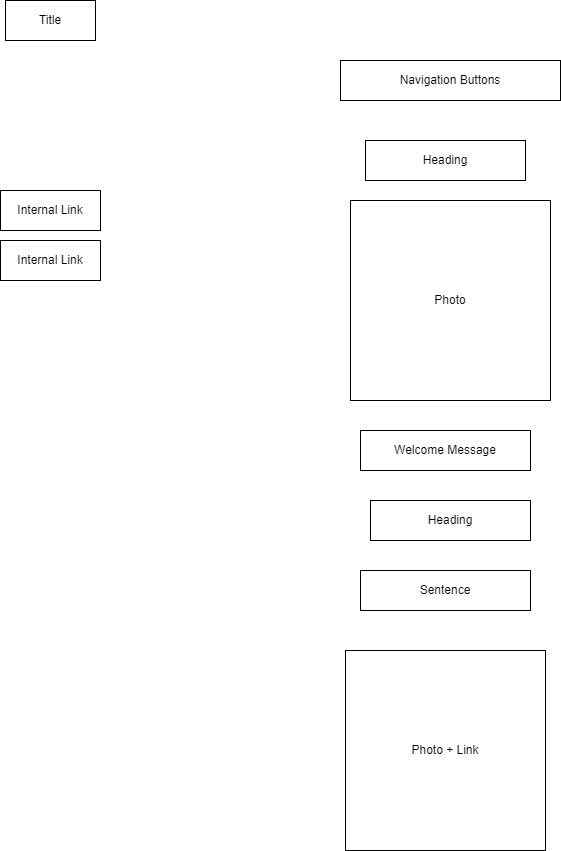 Title
Navigation Buttons
Heading
Internal Link
Internal Link
Photo
Welcome Message
Heading
Sentence
Photo + Link